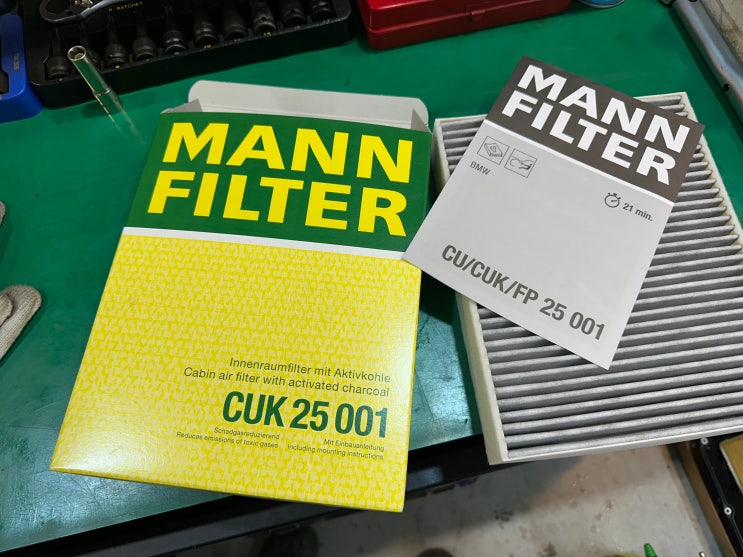 RATCHET
MANN
FILTER
Innenraumfilter mit Aktivkohle
Cabin air filter with activated charcoal
CUK 25 001
Schadgasreduzierend
Reduces emissions of toxic gases
Mit Einbauanleitung
Including mounting instructions
MANN
FILTER
BMW
21 min.
CU/CUK/FP 25 001